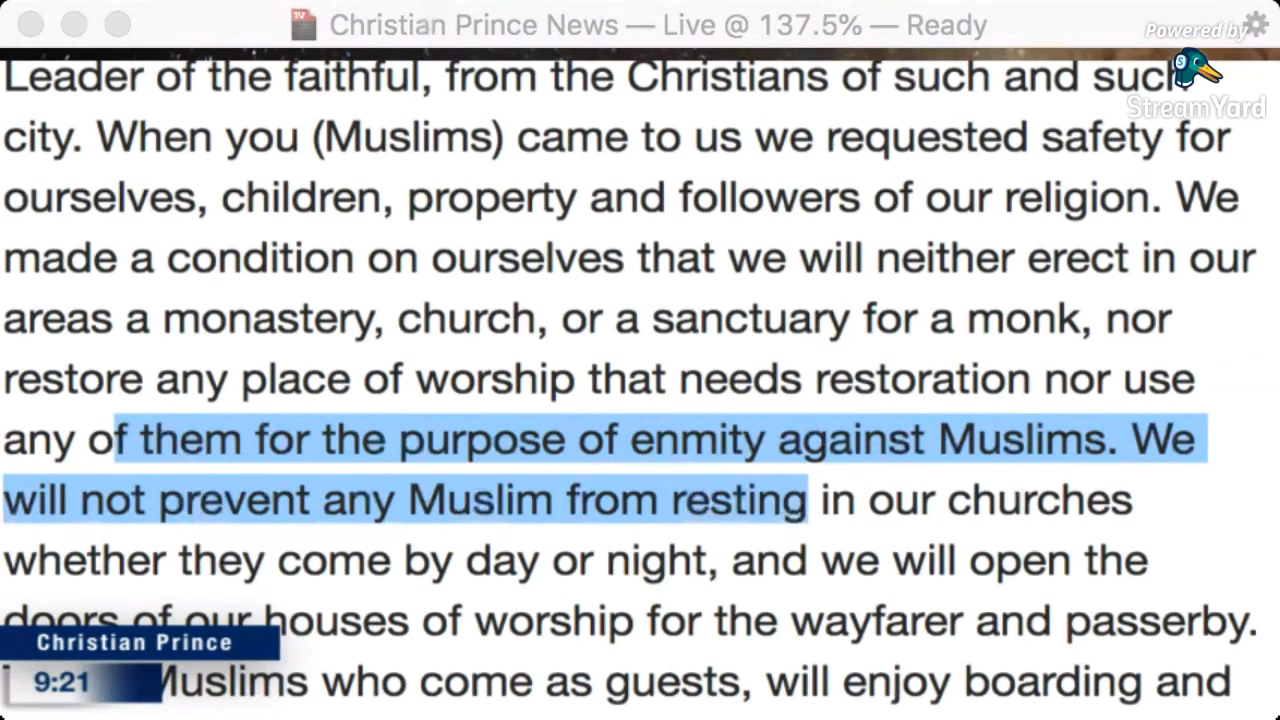 Christian Prince News — Live @ 137.5% — Ready
Powered by
StreamYard
Leader of the faithful, from the Christians of such and such
city. When you (Muslims) came to us we requested safety for
ourselves, children, property and followers of our religion. We
made a condition on ourselves that we will neither erect in our
areas a monastery, church, or a sanctuary for a monk, nor
restore any place of worship that needs restoration nor use
any of them for the purpose of enmity against Muslims. We
will not prevent any Muslim from resting in our churches
whether they come by day or night, and we will open the
doors of our houses of worship for the wayfarer and passerby.
Muslims who come as guests, will enjoy boarding and
Christian Prince
9:21